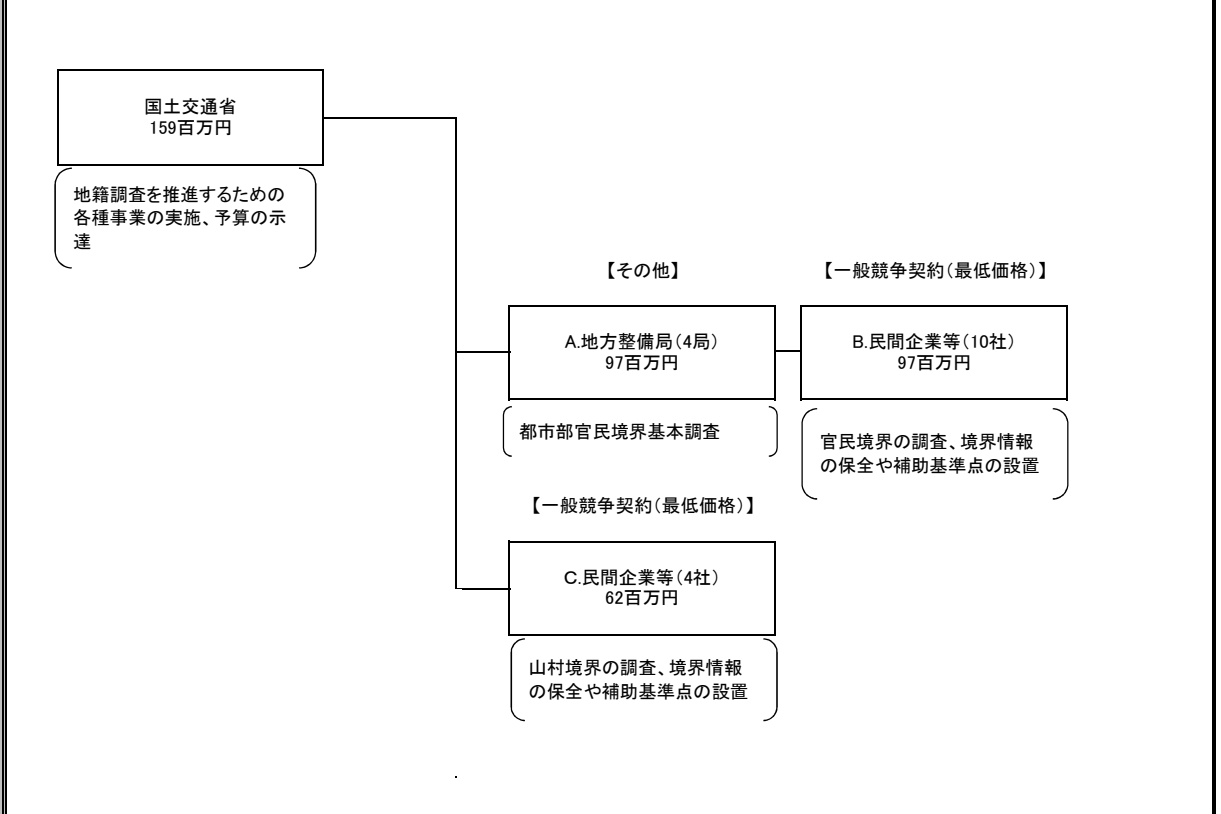 国土交通省
159百万円
地籍調査を推進するための
各種事業の実施、予算の示
達
【その他】
【一般競争契約(最低価格)】
A.地方整備局(4局)
97百万円
B.民間企業等(10社)
97百万円
都市部官民境界基本調査
官民境界の調査、境界情報
の保全や補助基準点の設置
【一般競争契約(最低価格)】
C.民間企業等(4社)
62百万円
山村境界の調査、境界情報
の保全や補助基準点の設置